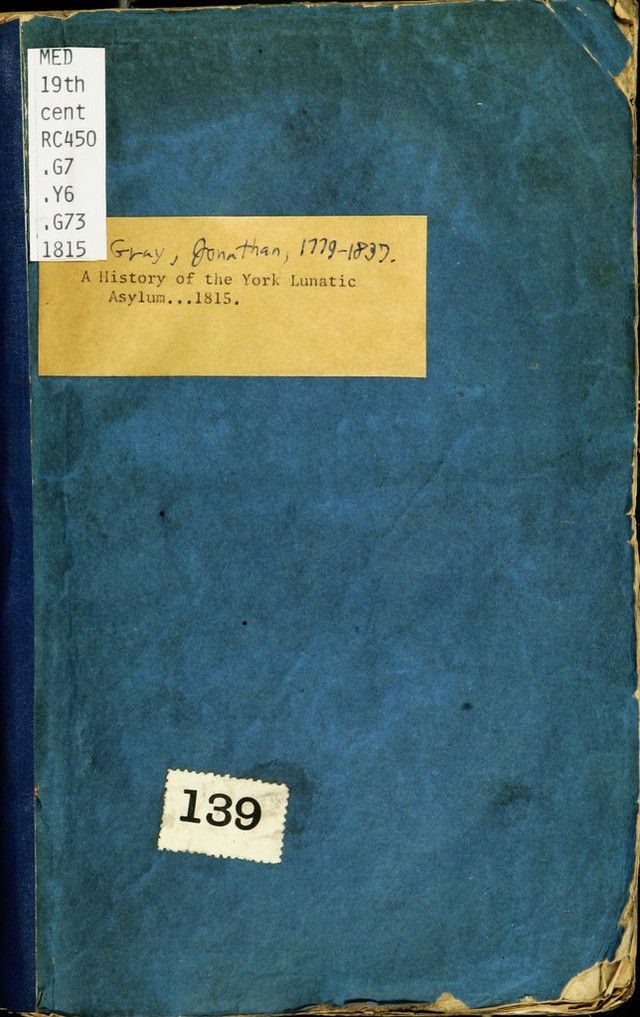 MED
19th
cent
RC450
.G7
.Y6
.G73
1815
Gray, Jonathan, 1779-1837.
A History of the York Lunatic
Asylum...1815.
139